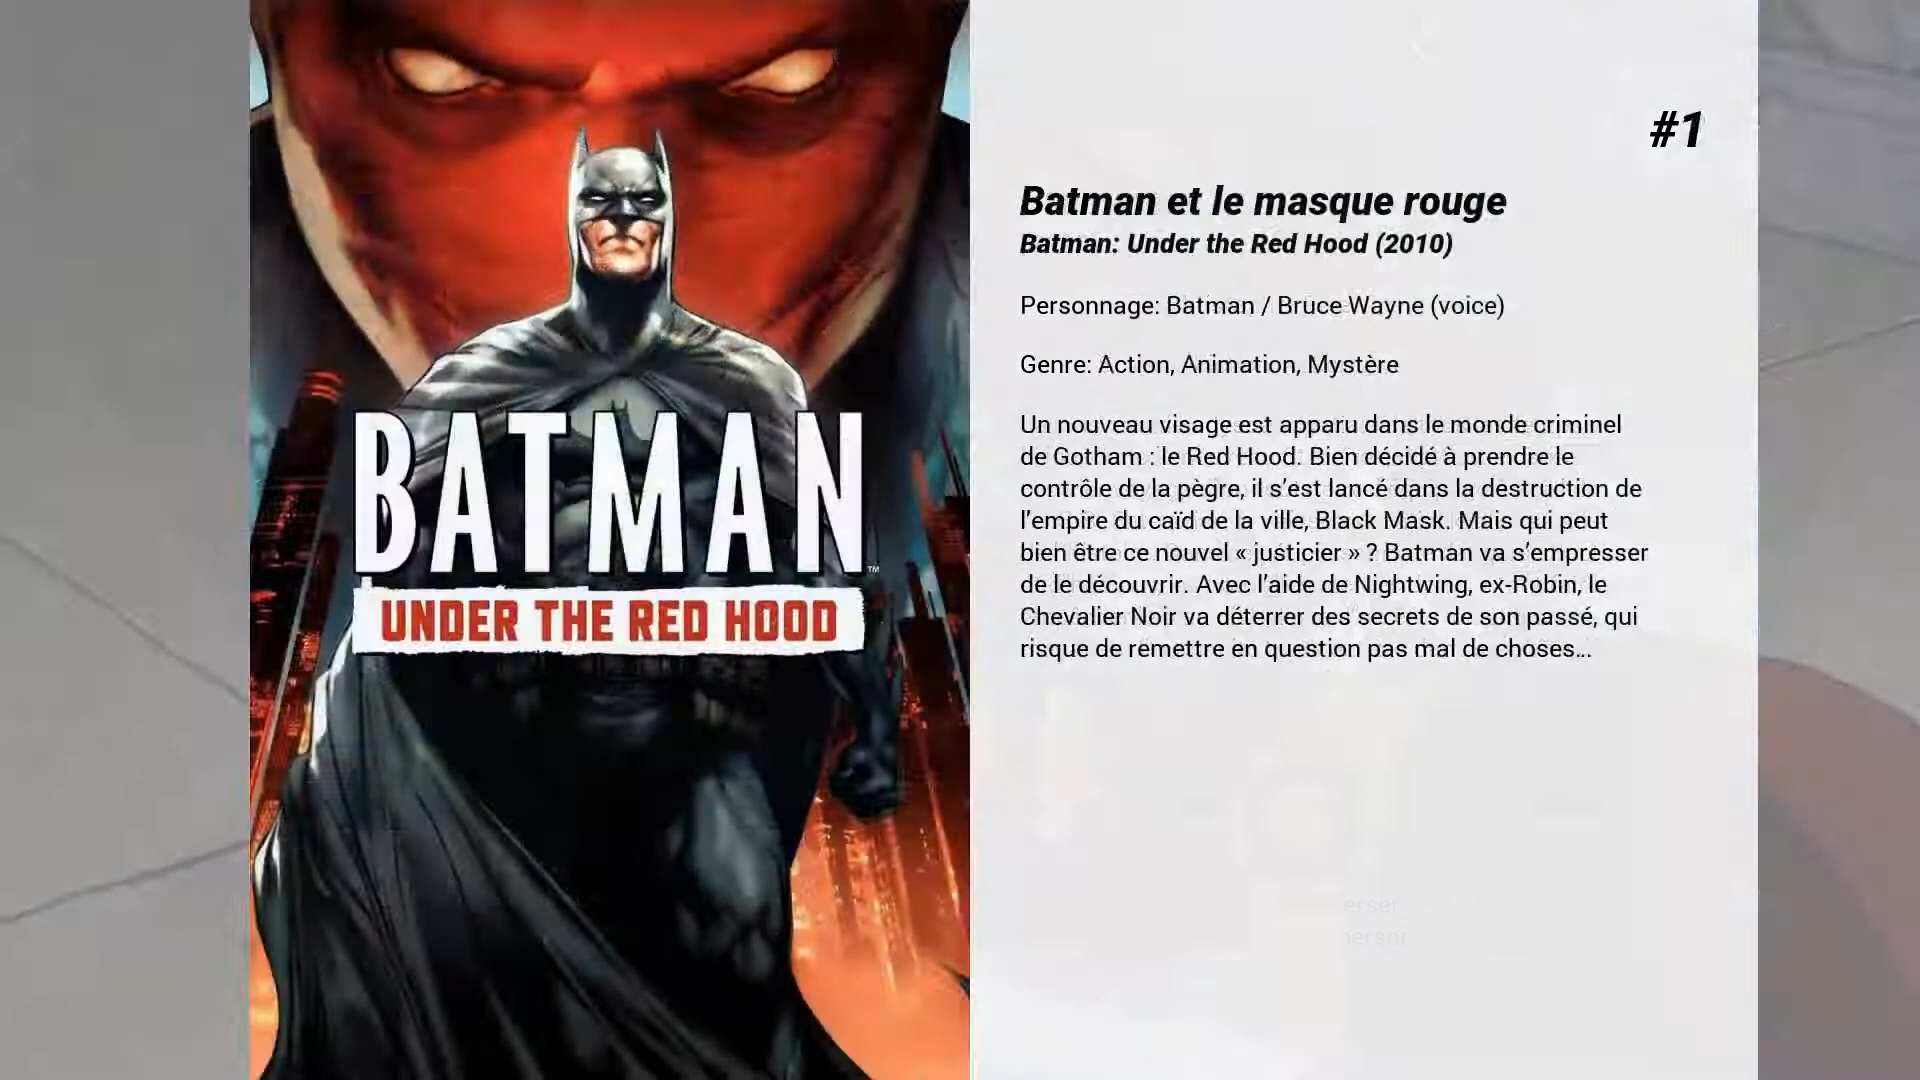 BATMAN
™
UNDER THE RED HOOD
#1
Batman et le masque rouge
Batman: Under the Red Hood (2010)
Personnage: Batman / Bruce Wayne (voice)
Genre: Action, Animation, Mystère
Un nouveau visage est apparu dans le monde criminel
de Gotham : le Red Hood. Bien décidé à prendre le
contrôle de la pègre, il s’est lancé dans la destruction de
l’empire du caïd de la ville, Black Mask. Mais qui peut
bien être ce nouvel « justicier » ? Batman va s’empresser
de le découvrir. Avec l’aide de Nightwing, ex-Robin, le
Chevalier Noir va déterrer des secrets de son passé, qui
risque de remettre en question pas mal de choses…